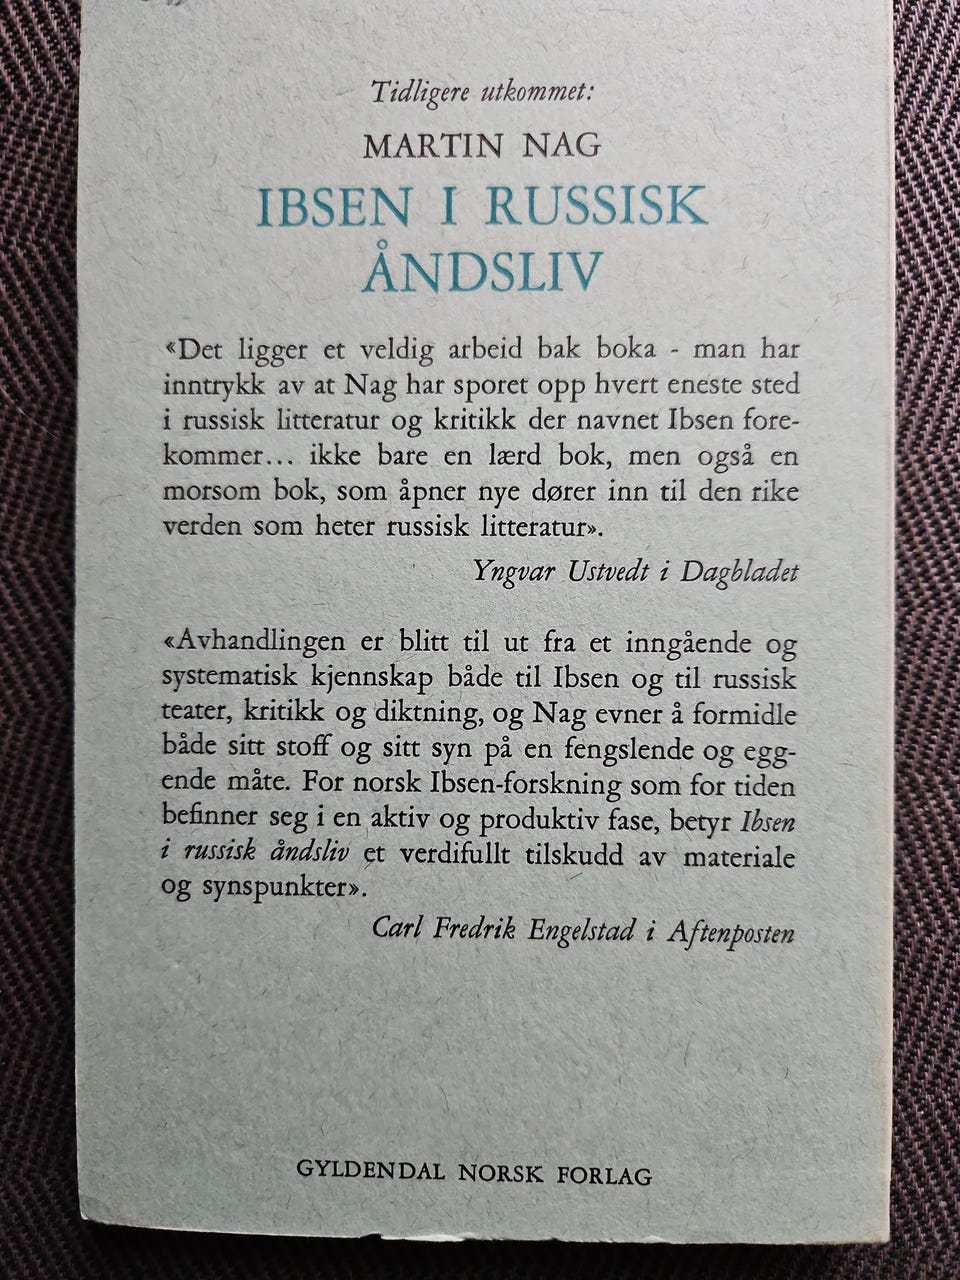 Tidligere utkommet:
MARTIN NAG
IBSEN I RUSSISK
ÅNDSLIV
«Det ligger et veldig arbeid bak boka - man har
inntrykk av at Nag har sporet opp hvert eneste sted
i russisk litteratur og kritikk der navnet Ibsen fore-
kommer... ikke bare en lærd bok, men også en
morsom bok, som åpner nye dører inn til den rike
verden som heter russisk litteratur».
Yngvar Ustvedt i Dagbladet
«Avhandlingen er blitt til ut fra et inngående og
systematisk kjennskap både til Ibsen og til russisk
teater, kritikk og diktning, og Nag evner å formidle
både sitt stoff og sitt syn på en fengslende og egg-
ende måte. For norsk Ibsen-forskning som for tiden
befinner seg i en aktiv og produktiv fase, betyr Ibsen
i russisk åndsliv et verdifullt tilskudd av materiale
og synspunkter».
Carl Fredrik Engelstad i Aftenposten
GYLDENDAL NORSK FORLAG